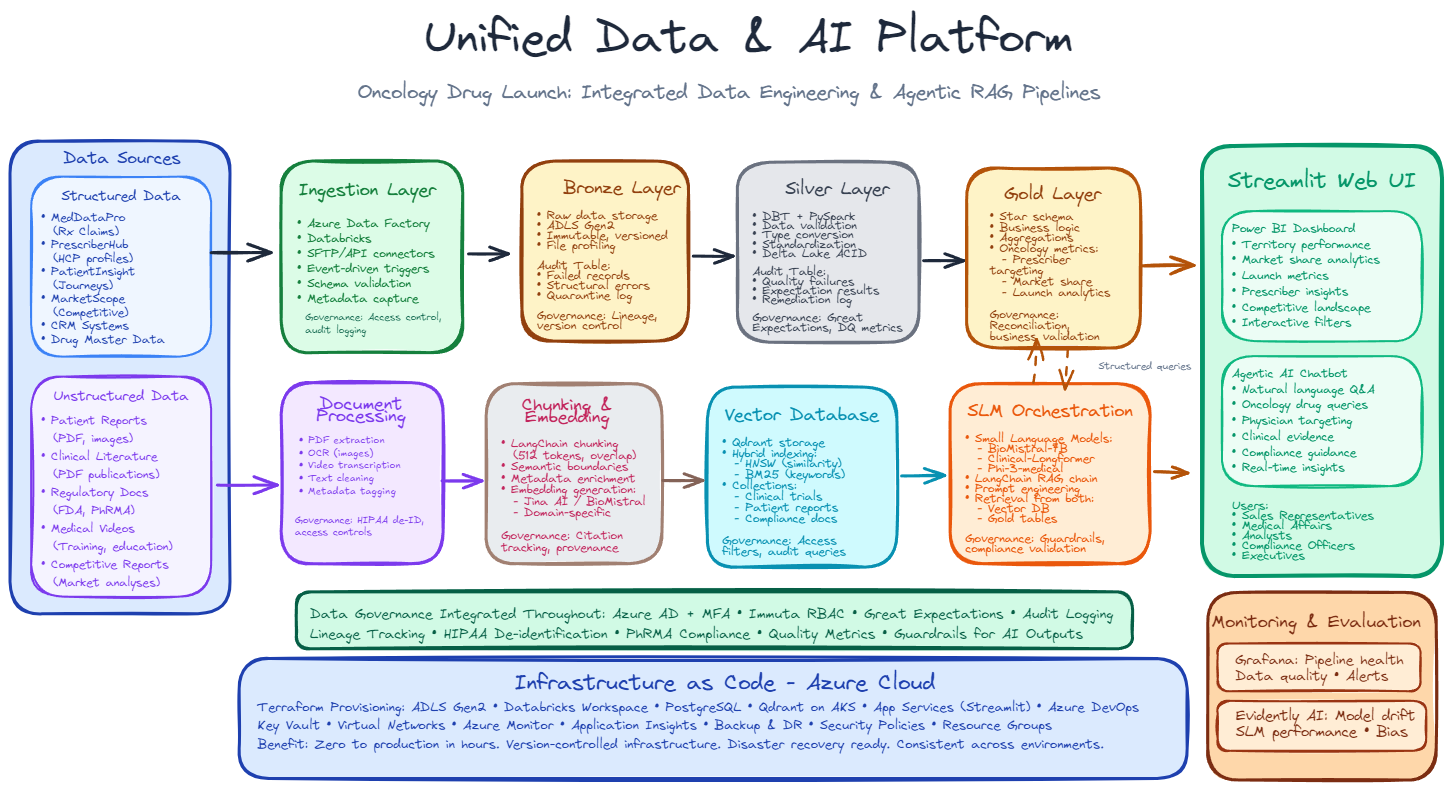 Unified Data & AI Platform
Oncology Drug Launch: Integrated Data Engineering & Agentic RAG Pipelines
Data Sources
Structured Data
• MedDataPro
(Rx Claims)
• PrescriberHub
(HCP profiles)
• PatientInsight
(Journeys)
• MarketScope
(Competitive)
• CRM Systems
• Drug Master Data
Unstructured Data
• Patient Reports
(PDF, images)
• Clinical Literature
(PDF publications)
• Regulatory Docs
(FDA, PhRMA)
• Medical Videos
(Training, education)
• Competitive Reports
(Market analyses)
Ingestion Layer
• Azure Data Factory
• Databricks
• SFTP/API connectors
• Event-driven triggers
• Schema validation
• Metadata capture
Governance: Access control,
audit logging
Bronze Layer
• Raw data storage
• ADLS Gen2
• Immutable, versioned
• File profiling
Audit Table:
• Failed records
• Structural errors
• Quarantine log
Governance: Lineage,
version control
Silver Layer
• DBT + PySpark
• Data validation
• Type conversion
• Standardization
• Delta Lake ACID
Audit Table:
• Quality failures
• Expectation results
• Remediation log
Governance: Great
Expectations, DQ metrics
Gold Layer
• Star schema
• Business logic
• Aggregations
• Oncology metrics:
- Prescriber
targeting
- Market share
- Launch analytics
Governance:
Reconciliation,
business validation
Structured queries
Document
Processing
• PDF extraction
• OCR (images)
• Video transcription
• Text cleaning
• Metadata tagging
Governance: HIPAA de-ID,
access controls
Chunking &
Embedding
• LangChain chunking
(512 tokens, overlap)
• Semantic boundaries
• Metadata enrichment
• Embedding generation:
- Jina AI / BioMistral
- Domain-specific
Governance: Citation
tracking, provenance
Vector Database
• Qdrant storage
• Hybrid indexing:
- HNSW (similarity)
- BM25 (keywords)
• Collections:
- Clinical trials
- Patient reports
- Compliance docs
Governance: Access
filters, audit queries
SLM Orchestration
• Small Language Models:
- BioMistral-7B
- Clinical-Longformer
- Phi-3-medical
• LangChain RAG chain
• Prompt engineering
• Retrieval from both:
- Vector DB
- Gold tables
Governance: Guardrails,
compliance validation
Streamlit Web UI
Power BI Dashboard
• Territory performance
• Market share analytics
• Launch metrics
• Prescriber insights
• Competitive landscape
• Interactive filters
Agentic AI Chatbot
• Natural language Q&A
• Oncology drug queries
• Physician targeting
• Clinical evidence
• Compliance guidance
• Real-time insights
Users:
• Sales Representatives
• Medical Affairs
• Analysts
• Compliance Officers
• Executives
Data Governance Integrated Throughout: Azure AD + MFA • Immuta RBAC • Great Expectations • Audit Logging
Lineage Tracking • HIPAA De-identification • PhRMA Compliance • Quality Metrics • Guardrails for AI Outputs
Infrastructure as Code - Azure Cloud
Terraform Provisioning: ADLS Gen2 • Databricks Workspace • PostgreSQL • Qdrant on AKS • App Services (Streamlit) • Azure DevOps
Key Vault • Virtual Networks • Azure Monitor • Application Insights • Backup & DR • Security Policies • Resource Groups
Benefit: Zero to production in hours. Version-controlled infrastructure. Disaster recovery ready. Consistent across environments.
Monitoring & Evaluation
Grafana: Pipeline health
Data quality • Alerts
Evidently AI: Model drift
SLM performance • Bias